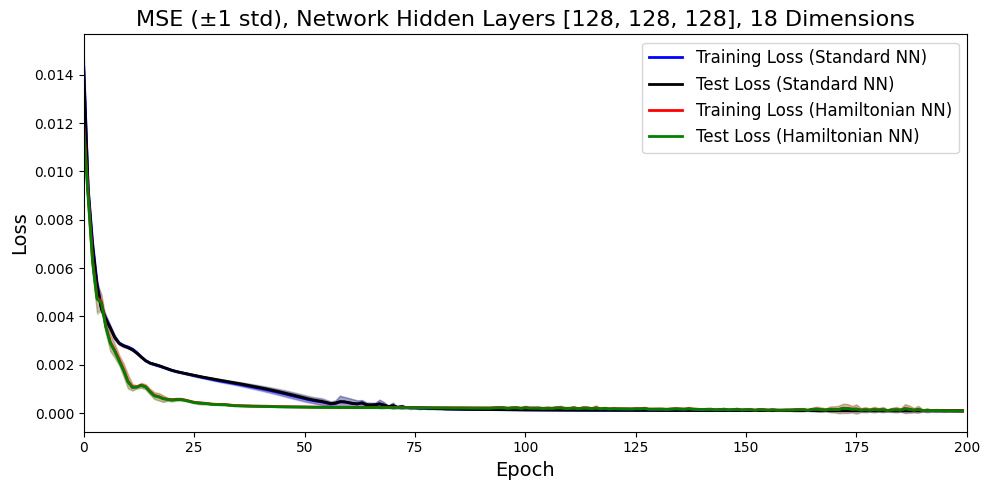 MSE (±1 std), Network Hidden Layers [128, 128, 128], 18 Dimensions
Training Loss (Standard NN)
Test Loss (Standard NN)
Training Loss (Hamiltonian NN)
Test Loss (Hamiltonian NN)
Loss
0.014
0.012
0.010
0.008
0.006
0.004
0.002
0.000
0 25 50 75 100 125 150 175 200
Epoch